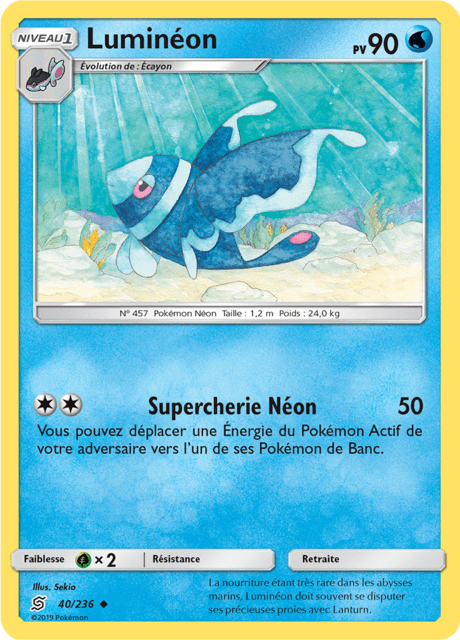 NIVEAU 1
Luminéon
PV 90
Évolution de : Écayon
N° 457 Pokémon Néon Taille : 1,2 m Poids : 24,0 kg
Supercherie Néon 50
Vous pouvez déplacer une Énergie du Pokémon Actif de
votre adversaire vers l'un de ses Pokémon de Banc.
Faiblesse × 2 Résistance Retraite
Illus. Sekio
40/236
©2019 Pokémon
La nourriture étant très rare dans les abysses
marins, Luminéon doit souvent se disputer
ses précieuses proies avec Lanturn.